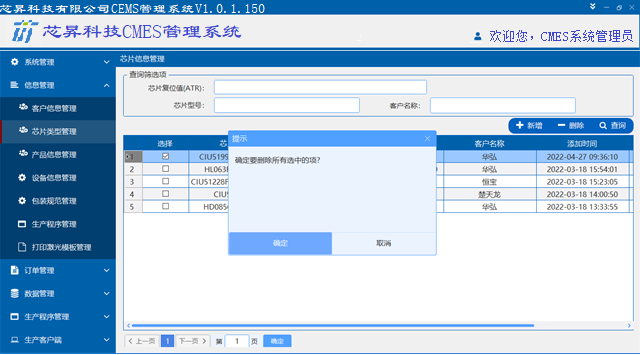 芯昇科技有限公司CEMS管理系统V1.0.1.150
芯昇科技CMES管理系统
欢迎您，CMES系统管理员
系统管理
信息管理
客户信息管理
芯片类型管理
产品信息管理
设备信息管理
包装规范管理
生产程序管理
打印激光模板管理
订单管理
数据管理
生产程序管理
生产客户端
芯片信息管理
查询筛选项
芯片复位值(ATR):
芯片型号:
客户名称:
新增 删除 查询
选择 客户名称 添加时间
1 CIUS199 华弘 2022-04-27 09:36:10
2 HL063 华弘 2022-03-18 15:54:01
3 CIUS1228F 恒宝 2022-03-18 15:23:05
4 CIUS 楚天龙 2022-03-18 14:00:50
5 HD085 华弘 2022-03-18 13:33:55
提示
确定要删除所有选中的项?
确定 取消
上一页 1 下一页 第 1 页 确定